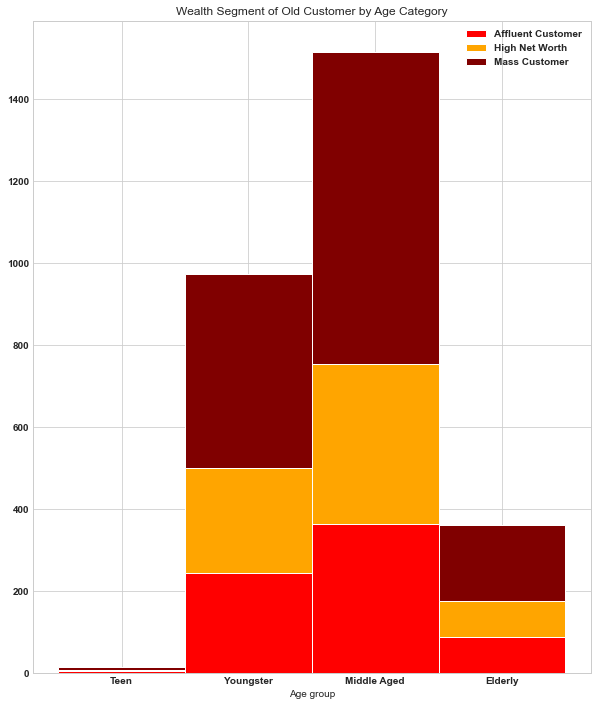 Wealth Segment of Old Customer by Age Category
Affluent Customer
High Net Worth
Mass Customer
1400
1200
1000
800
600
400
200
0
Teen Youngster Middle Aged Elderly
Age group